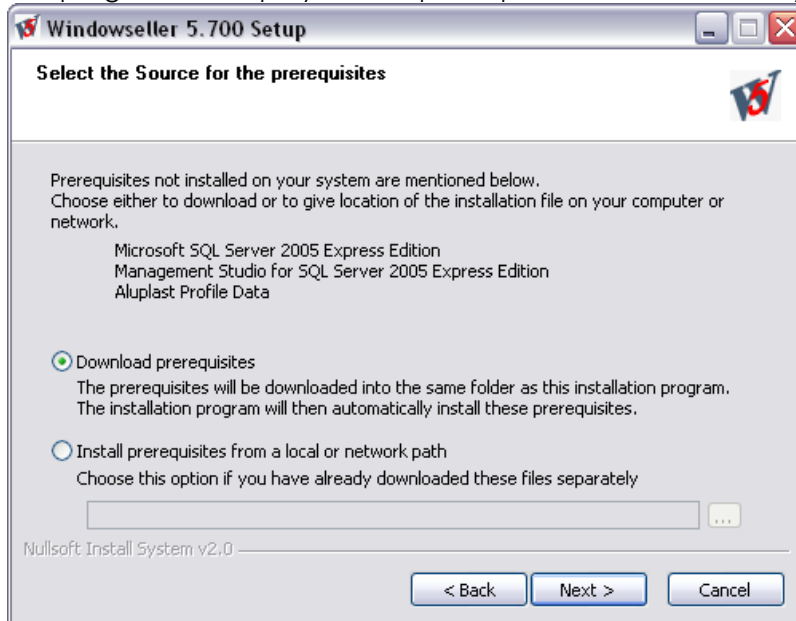 Windowseller 5.700 Setup
Select the Source for the prerequisites
Prerequisites not installed on your system are mentioned below.
Choose either to download or to give location of the installation file on your computer or
network.
Microsoft SQL Server 2005 Express Edition
Management Studio for SQL Server 2005 Express Edition
Aluplast Profile Data
Download prerequisites
The prerequisites will be downloaded into the same folder as this installation program.
The installation program will then automatically install these prerequisites.
Install prerequisites from a local or network path
Choose this option if you have already downloaded these files separately
...
Nullsoft Install System v2.0
< Back Next > Cancel